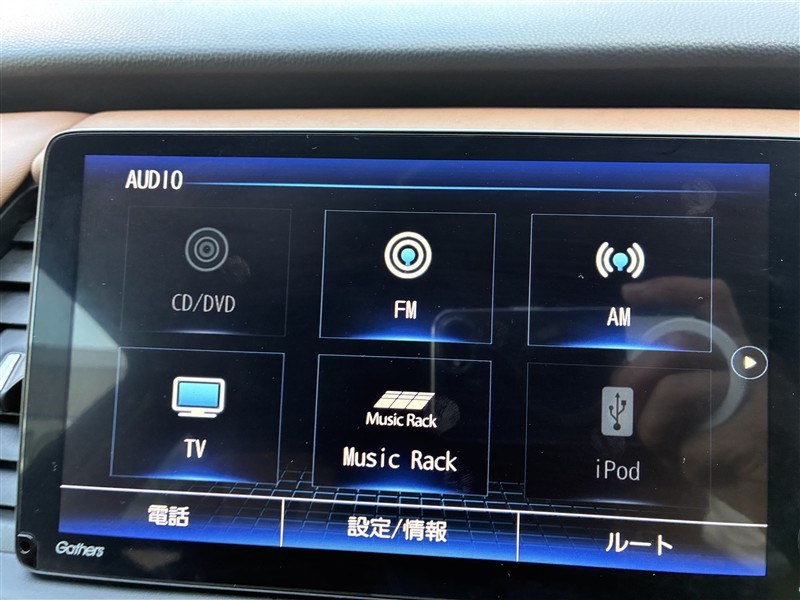 AUDIO
CD/DVD
FM
AM
TV
Music Rack
Music Rack
iPod
電話
設定/情報
ルート
Gathers